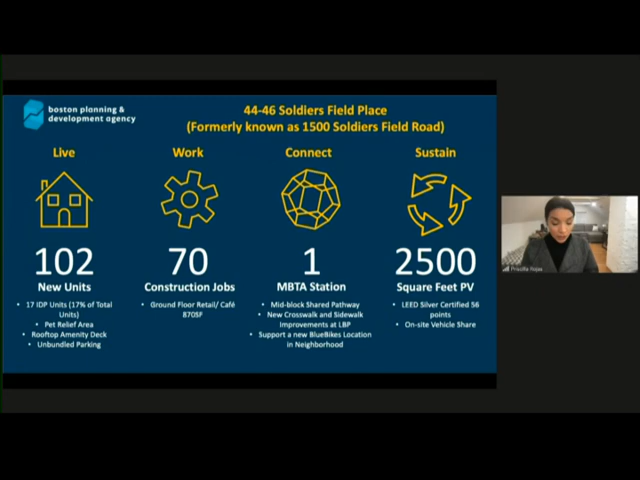 boston planning &
development agency
44-46 Soldiers Field Place
(Formerly known as 1500 Soldiers Field Road)
Live
Work
Connect
Sustain
102
New Units
• 17 IDP Units (17% of Total
Units)
• Pet Relief Area
• Rooftop Amenity Deck
• Unbundled Parking
70
Construction Jobs
• Ground Floor Retail/ Café
870SF
1
MBTA Station
• Mid-block Shared Pathway
• New Crosswalk and Sidewalk
Improvements at LBP
• Support a new BlueBikes Location
in Neighborhood
2500
Square Feet PV
• LEED Silver Certified 56
points
• On-site Vehicle Share
Priscilla Rojas